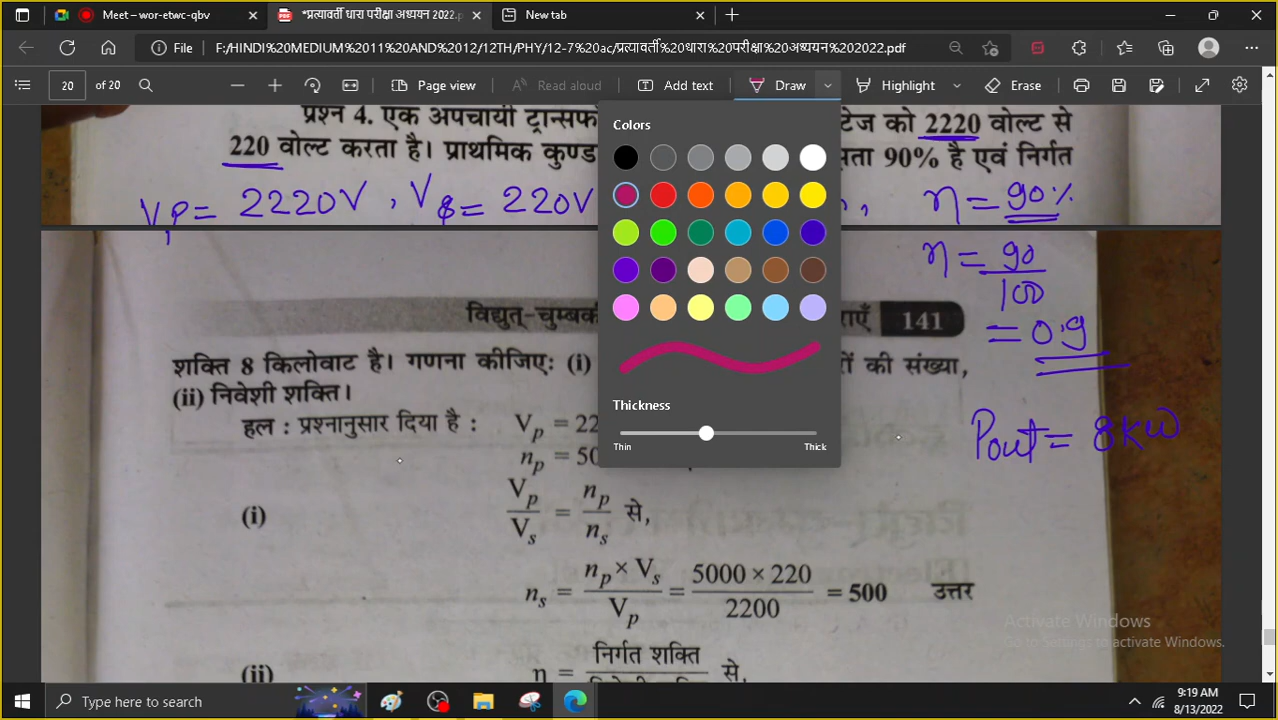 Meet – wor-etwc-qbv
*प्रत्यावर्ती धारा परीक्षा अध्ययन 2022.p
New tab
File
F:/HINDI%20MEDIUM%2011%20AND%2012/12TH/PHY/12-7%20ac/प्रत्यावर्ती%20धारा%20परीक्षा%20अध्ययन%202022.pdf
20 of 20
Page view
Read aloud
Add text
Draw
Highlight
Erase
प्रश्न 4. एक अपचायी ट्रान्सफो
टेज को 2220 वोल्ट से
220 वोल्ट करता है। प्राथमिक कुण्ड
90% है एवं निर्गत
Vp = 2220V, Vs = 220V
, η = 90%
η = 90/100
= 0.9
विद्युत्-चुम्बकी
141
शक्ति 8 किलोवाट है। गणना कीजिए: (i)
की संख्या,
(ii) निवेशी शक्ति।
हल : प्रश्नानुसार दिया है : Vp = 22
np = 50
Pout = 8kW
(i) Vp/Vs = np/ns से,
ns = np × Vs/Vp = 5000 × 220/2200 = 500 उत्तर
(ii) η = निर्गत शक्ति
से,
Colors
Thickness
Thin
Thick
Activate Windows
Go to Settings to activate Windows.
Type here to search
9:19 AM
8/13/2022